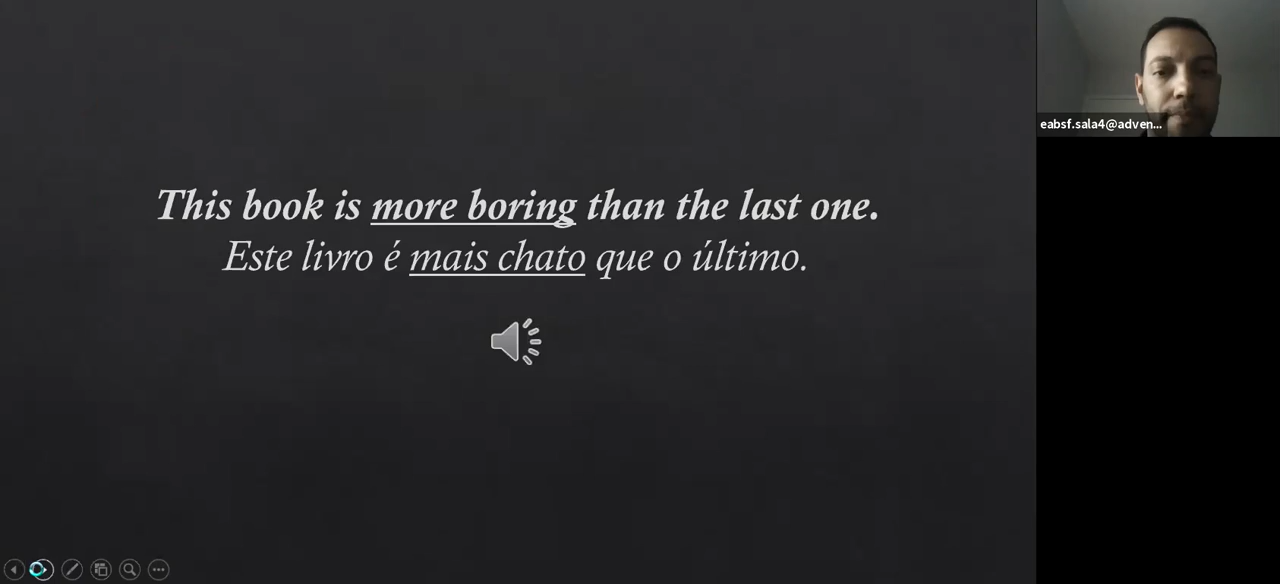 This book is more boring than the last one.
Este livro é mais chato que o último.
eabsf.sala4@adven...